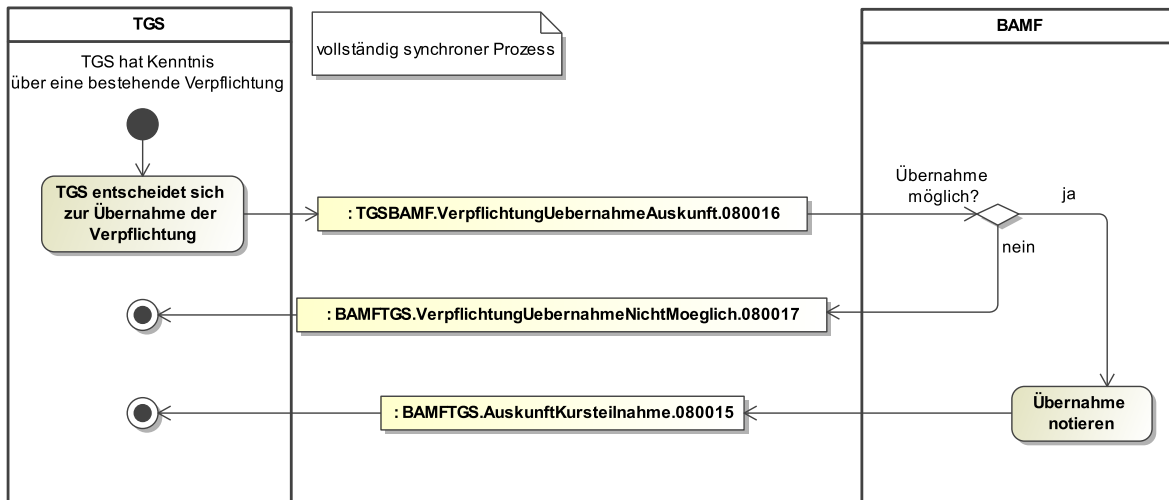 TGS
BAMF
TGS hat Kenntnis
über eine bestehende Verpflichtung
vollständig synchroner Prozess
TGS entscheidet sich
zur Übernahme der
Verpflichtung
: TGSBAMF.VerpflichtungUebernahmeAuskunft.080016
Übernahme
möglich?
ja
nein
: BAMFTGS.VerpflichtungUebernahmeNichtMoeglich.080017
: BAMFTGS.AuskunftKursteilnahme.080015
Übernahme
notieren